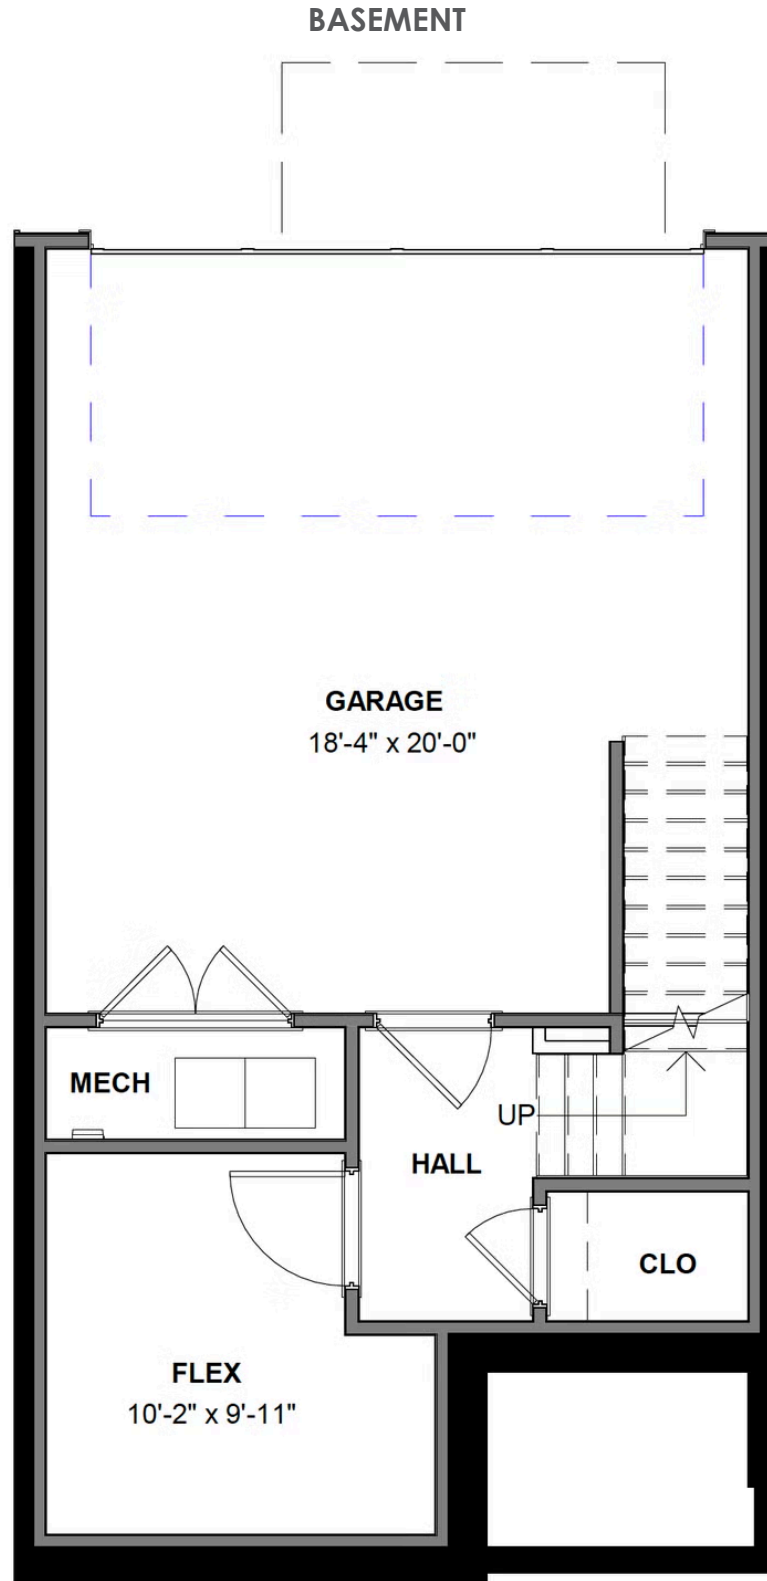 BASEMENT
GARAGE
18'-4" x 20'-0"
MECH
UP
HALL
CLO
FLEX
10'-2" x 9'-11"